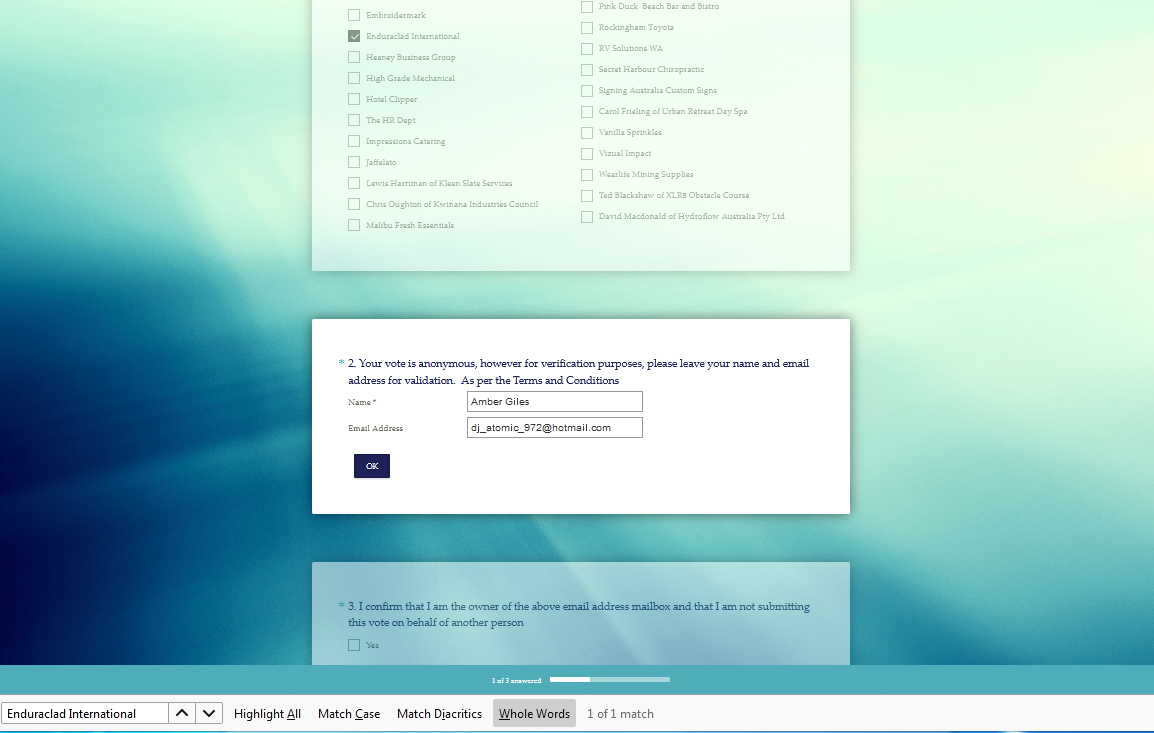 Embroidermark
Enduraclad International
Heaney Business Group
High Grade Mechanical
Hotel Clipper
The HR Dept
Impressions Catering
Jaffelato
Lewis Harriman of Kleen Slate Services
Chris Oughton of Kwinana Industries Council
Malibu Fresh Essentials
Pink Duck Beach Bar and Bistro
Rockingham Toyota
RV Solutions WA
Secret Harbour Chiropractic
Signing Australia Custom Signs
Carol Frieling of Urban Retreat Day Spa
Vanilla Sprinkles
Vizual Impact
Wearlife Mining Supplies
Ted Blackshaw of XLR8 Obstacle Course
David Macdonald of Hydroflow Australia Pty Ltd
* 2. Your vote is anonymous, however for verification purposes, please leave your name and email
address for validation. As per the Terms and Conditions
Name * Amber Giles
Email Address dj_atomic_972@hotmail.com
OK
* 3. I confirm that I am the owner of the above email address mailbox and that I am not submitting
this vote on behalf of another person
Yes
1 of 3 answered
Enduraclad International Highlight All Match Case Match Diacritics Whole Words 1 of 1 match